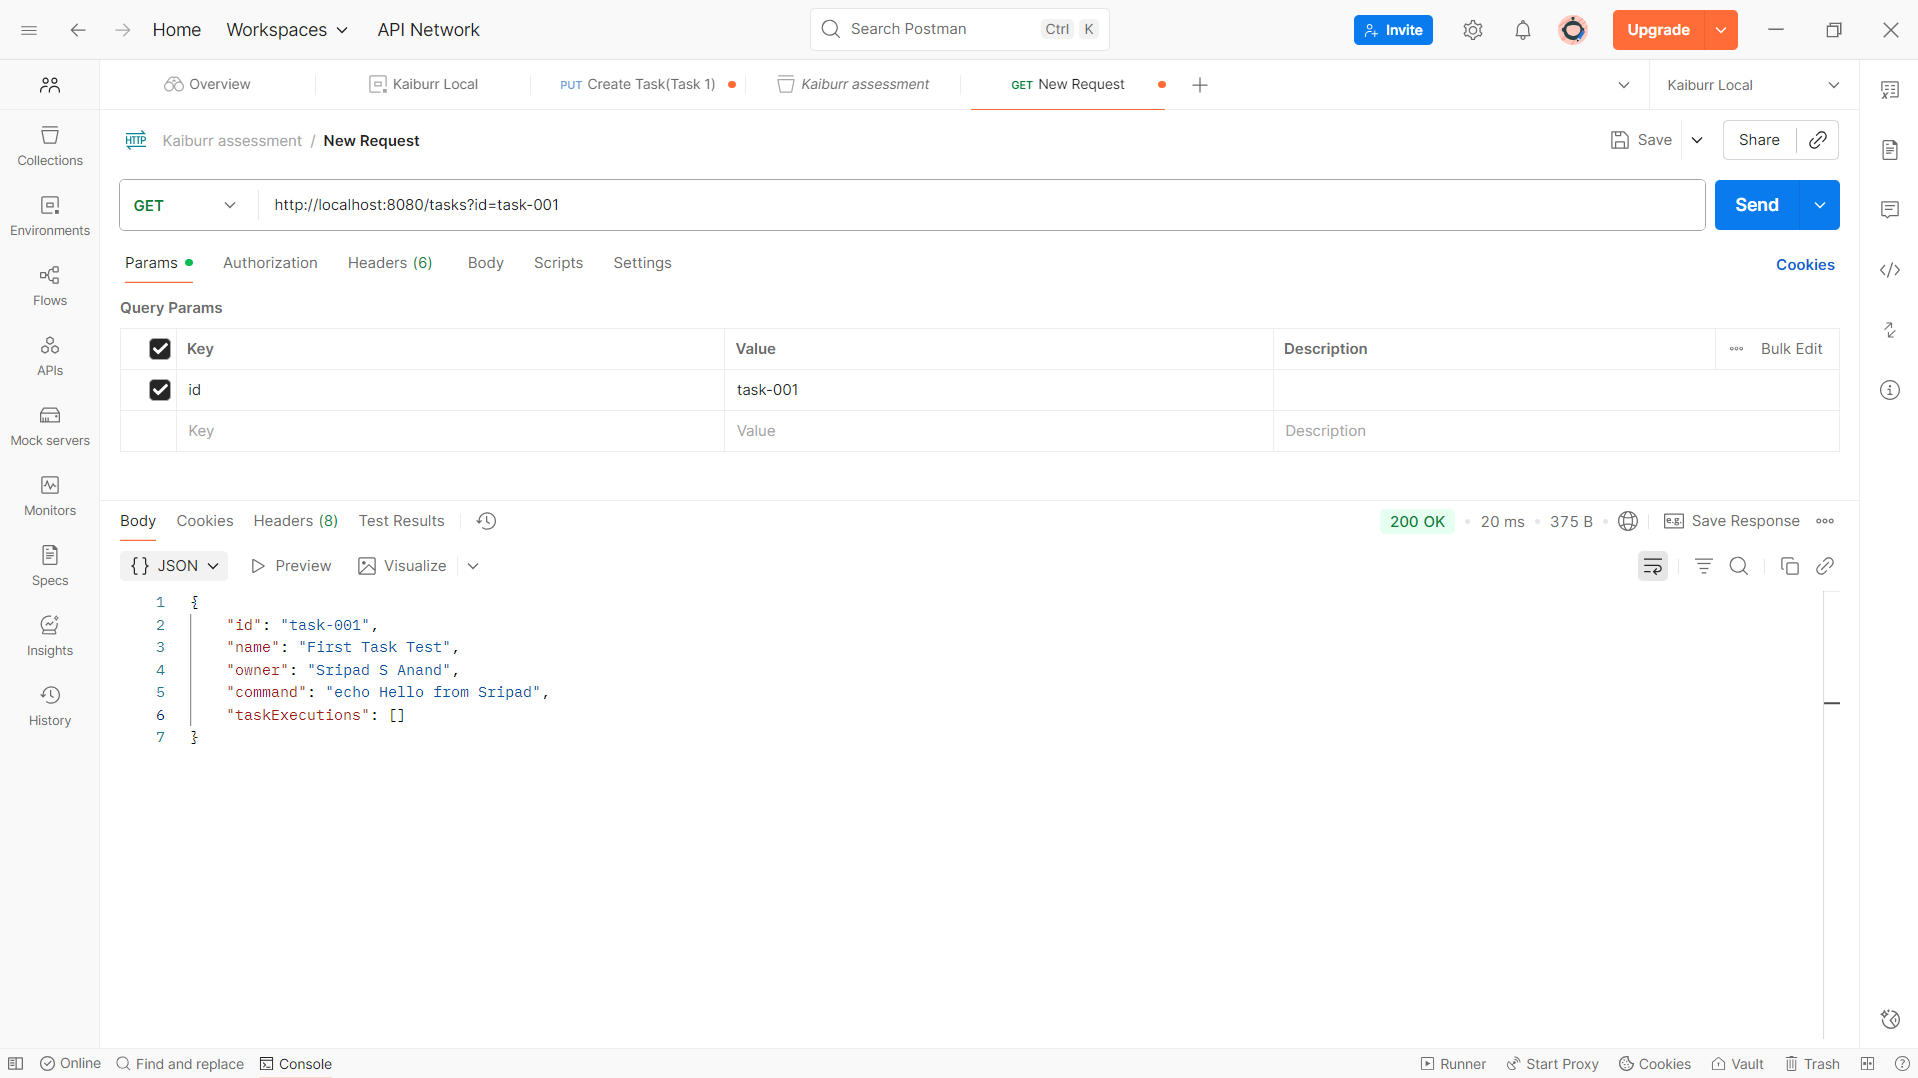 Home Workspaces API Network Search Postman Ctrl K Invite Upgrade
Overview Kaiburr Local PUT Create Task(Task 1) Kaiburr assessment GET New Request Kaiburr Local
HTTP Kaiburr assessment / New Request Save Share
GET http://localhost:8080/tasks?id=task-001 Send
Params Authorization Headers (6) Body Scripts Settings Cookies
Query Params
Key Value Description Bulk Edit
id task-001
Key Value Description
Collections
Environments
Flows
APIs
Mock servers
Monitors
Specs
Insights
History
Body Cookies Headers (8) Test Results 200 OK 20 ms 375 B e.g. Save Response
{} JSON Preview Visualize
1 {
2 "id": "task-001",
3 "name": "First Task Test",
4 "owner": "Sripad S Anand",
5 "command": "echo Hello from Sripad",
6 "taskExecutions": []
7 }
Online Find and replace Console Runner Start Proxy Cookies Vault Trash